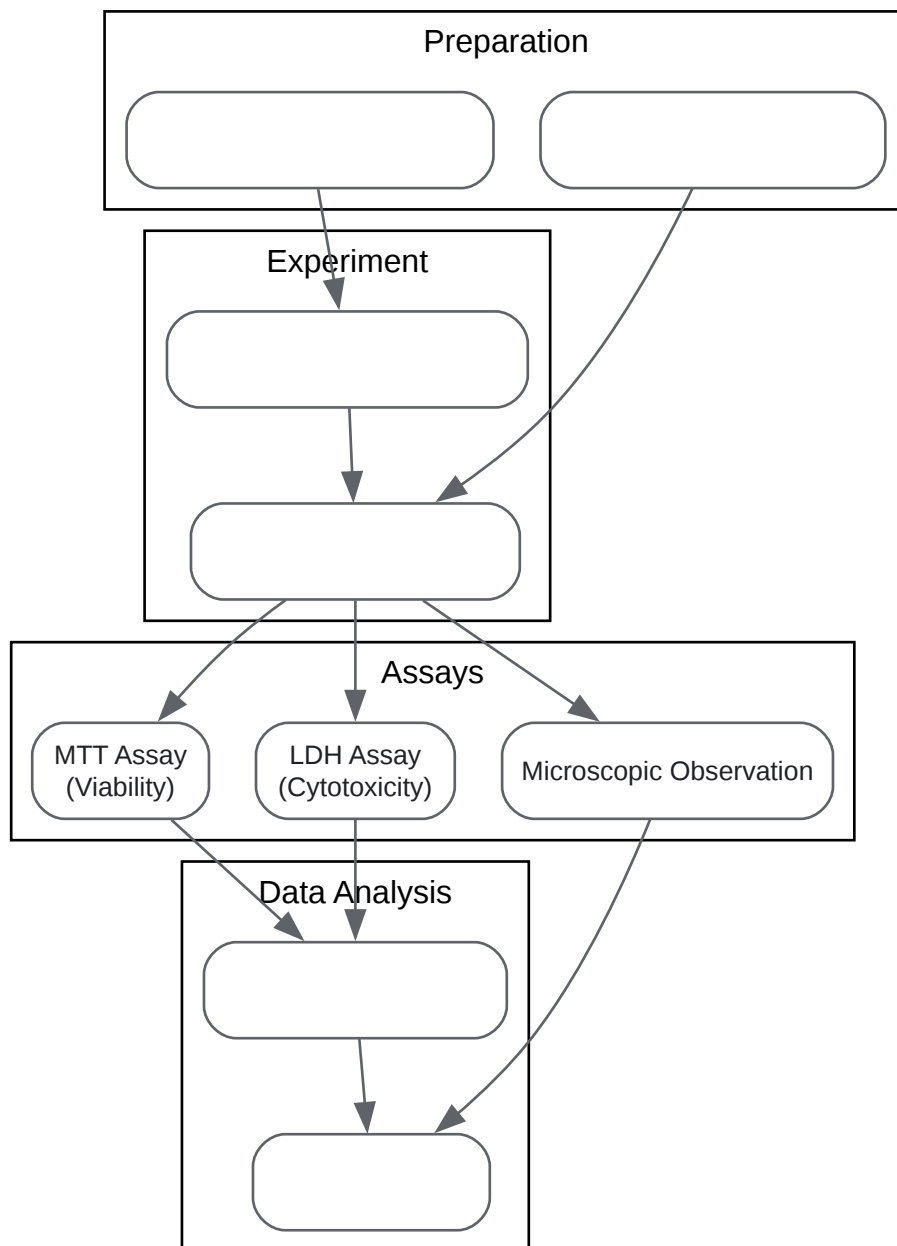 Preparation
Experiment
Assays
MTT Assay
(Viability)
LDH Assay
(Cytotoxicity)
Microscopic Observation
Data Analysis